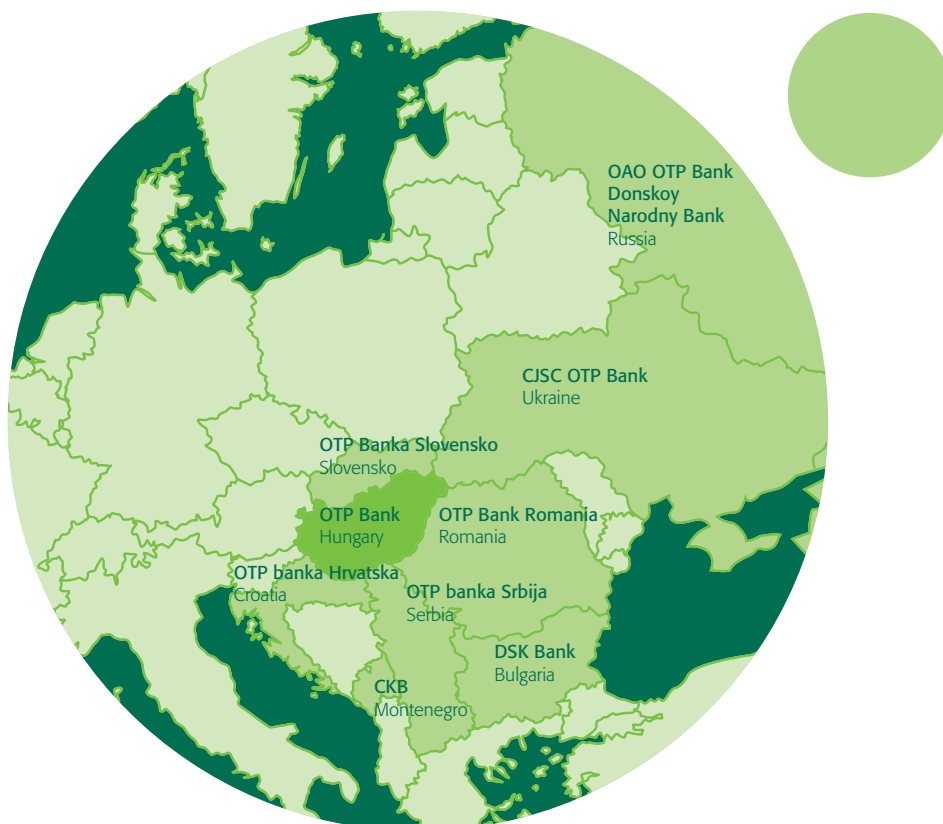 OAO OTP Bank
Donskoy
Narodny Bank
Russia
CJSC OTP Bank
Ukraine
OTP Banka Slovensko
Slovensko
OTP Bank
Hungary
OTP Bank Romania
Romania
OTP banka Hrvatska
Croatia
OTP banka Srbija
Serbia
DSK Bank
Bulgaria
CKB
Montenegro